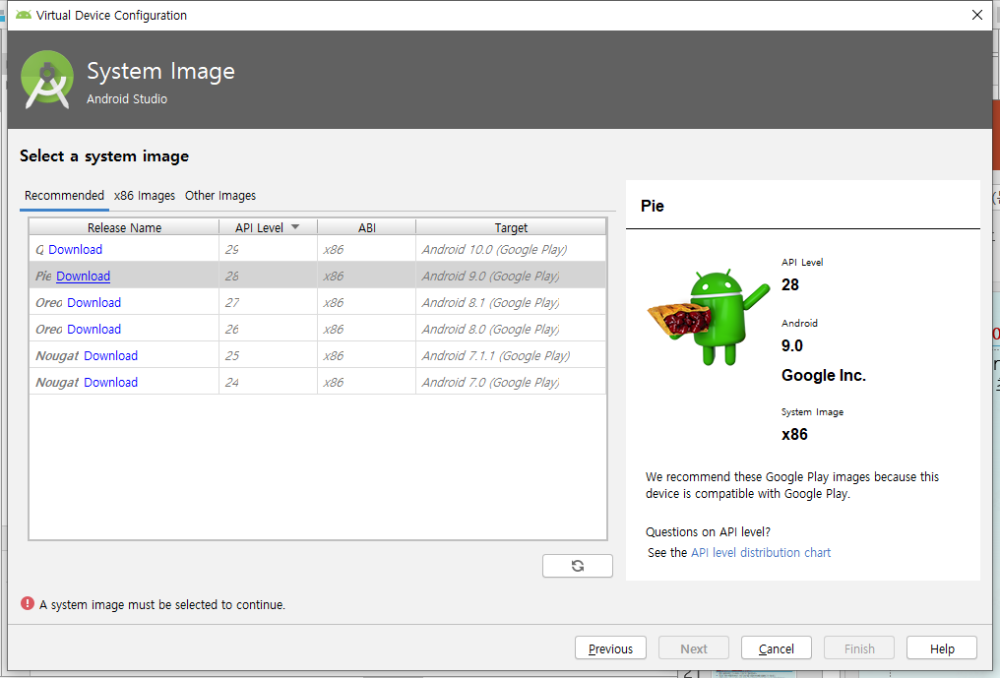 Virtual Device Configuration
System Image
Android Studio
Select a system image
Recommended x86 Images Other Images
Release Name API Level ABI Target
Q Download 29 x86 Android 10.0 (Google Play)
Pie Download 28 x86 Android 9.0 (Google Play)
Oreo Download 27 x86 Android 8.1 (Google Play)
Oreo Download 26 x86 Android 8.0 (Google Play)
Nougat Download 25 x86 Android 7.1.1 (Google Play)
Nougat Download 24 x86 Android 7.0 (Google Play)
Pie
API Level
28
Android
9.0
Google Inc.
System Image
x86
We recommend these Google Play images because this
device is compatible with Google Play.
Questions on API level?
See the API level distribution chart
A system image must be selected to continue.
Previous Next Cancel Finish Help